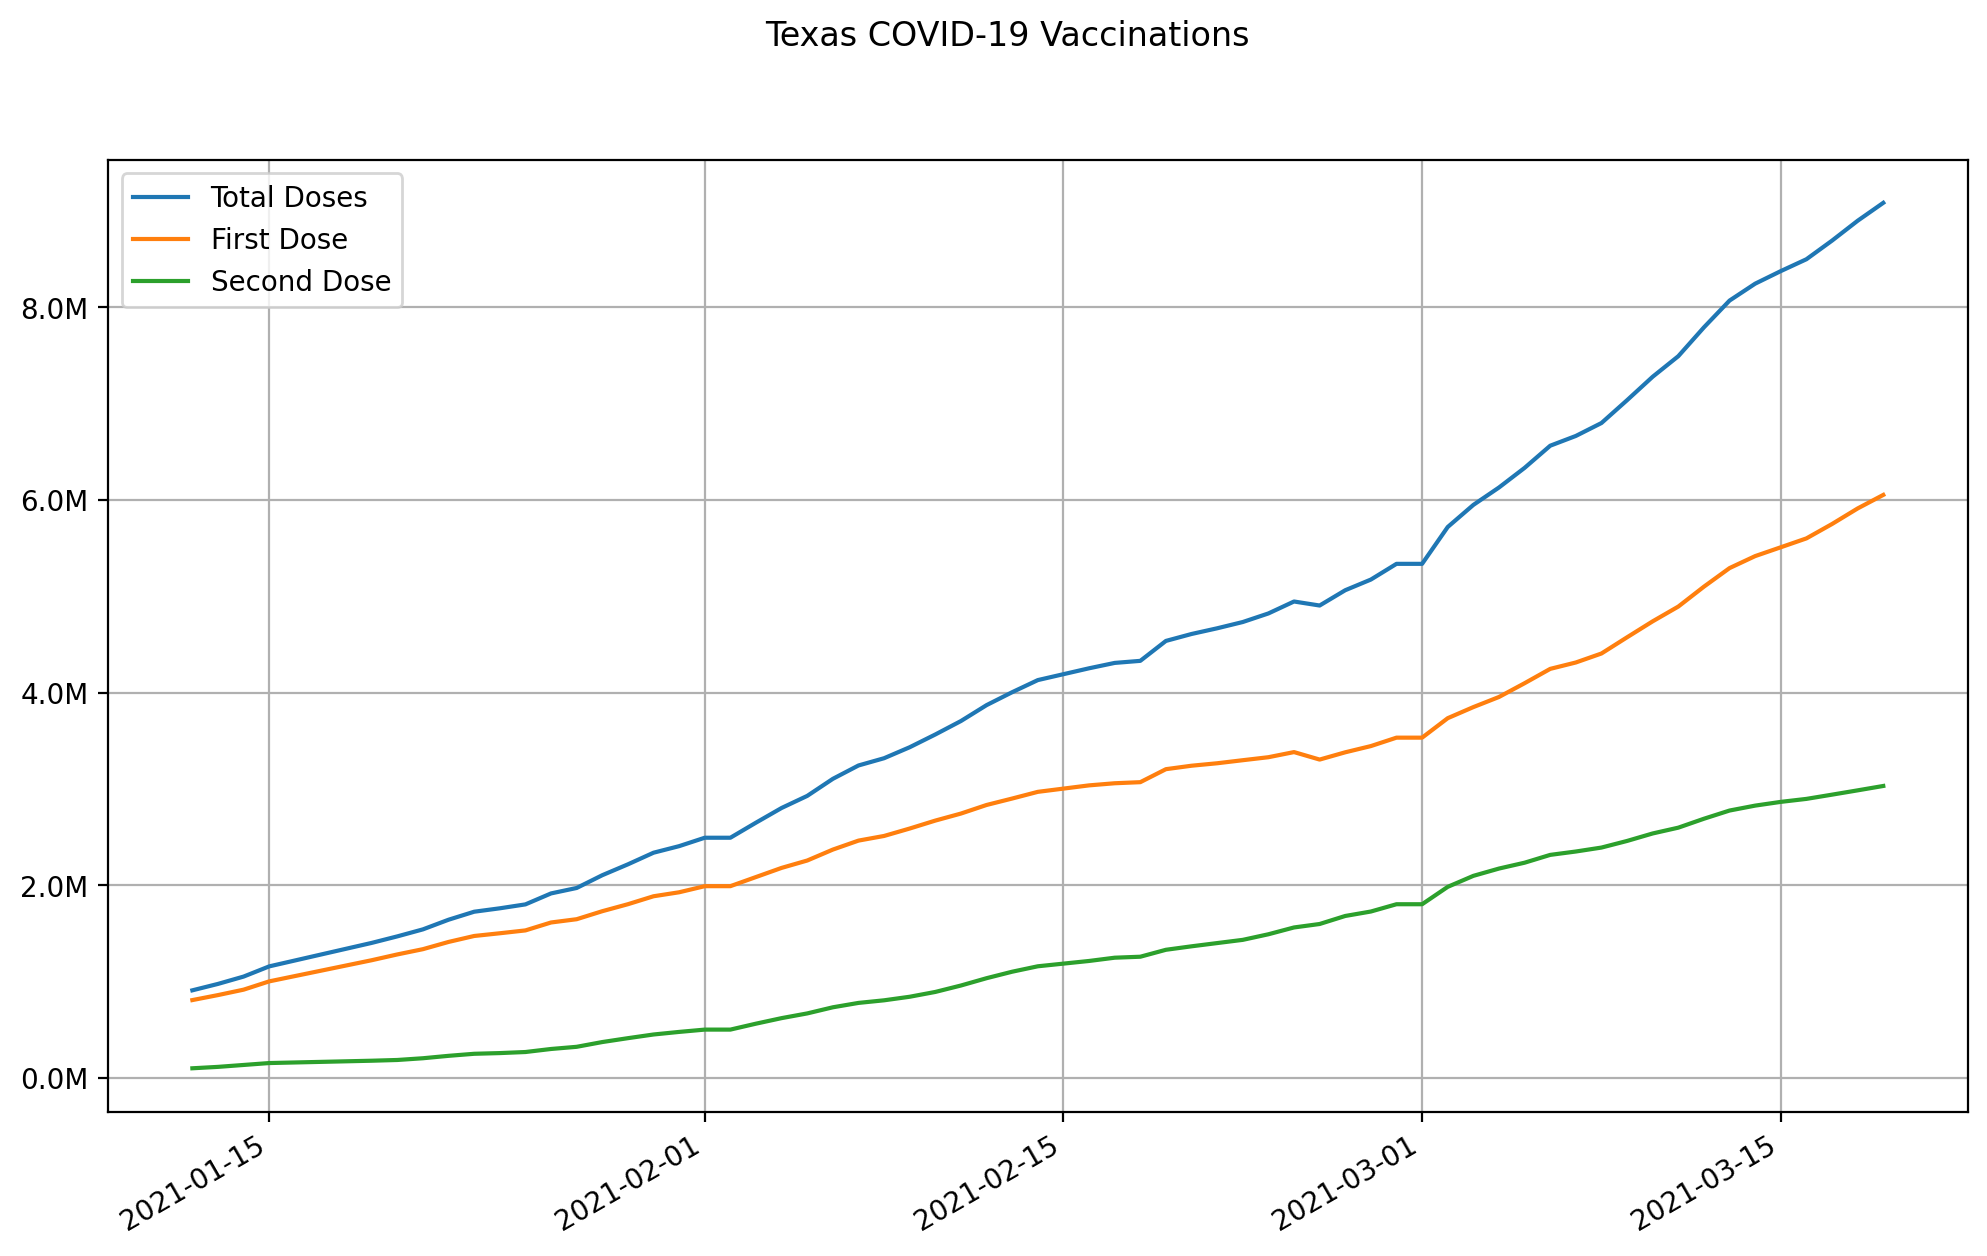 Texas COVID-19 Vaccinations
Total Doses
First Dose
Second Dose
8.0M
6.0M
4.0M
2.0M
0.0M
2021-01-15
2021-02-01
2021-02-15
2021-03-01
2021-03-15